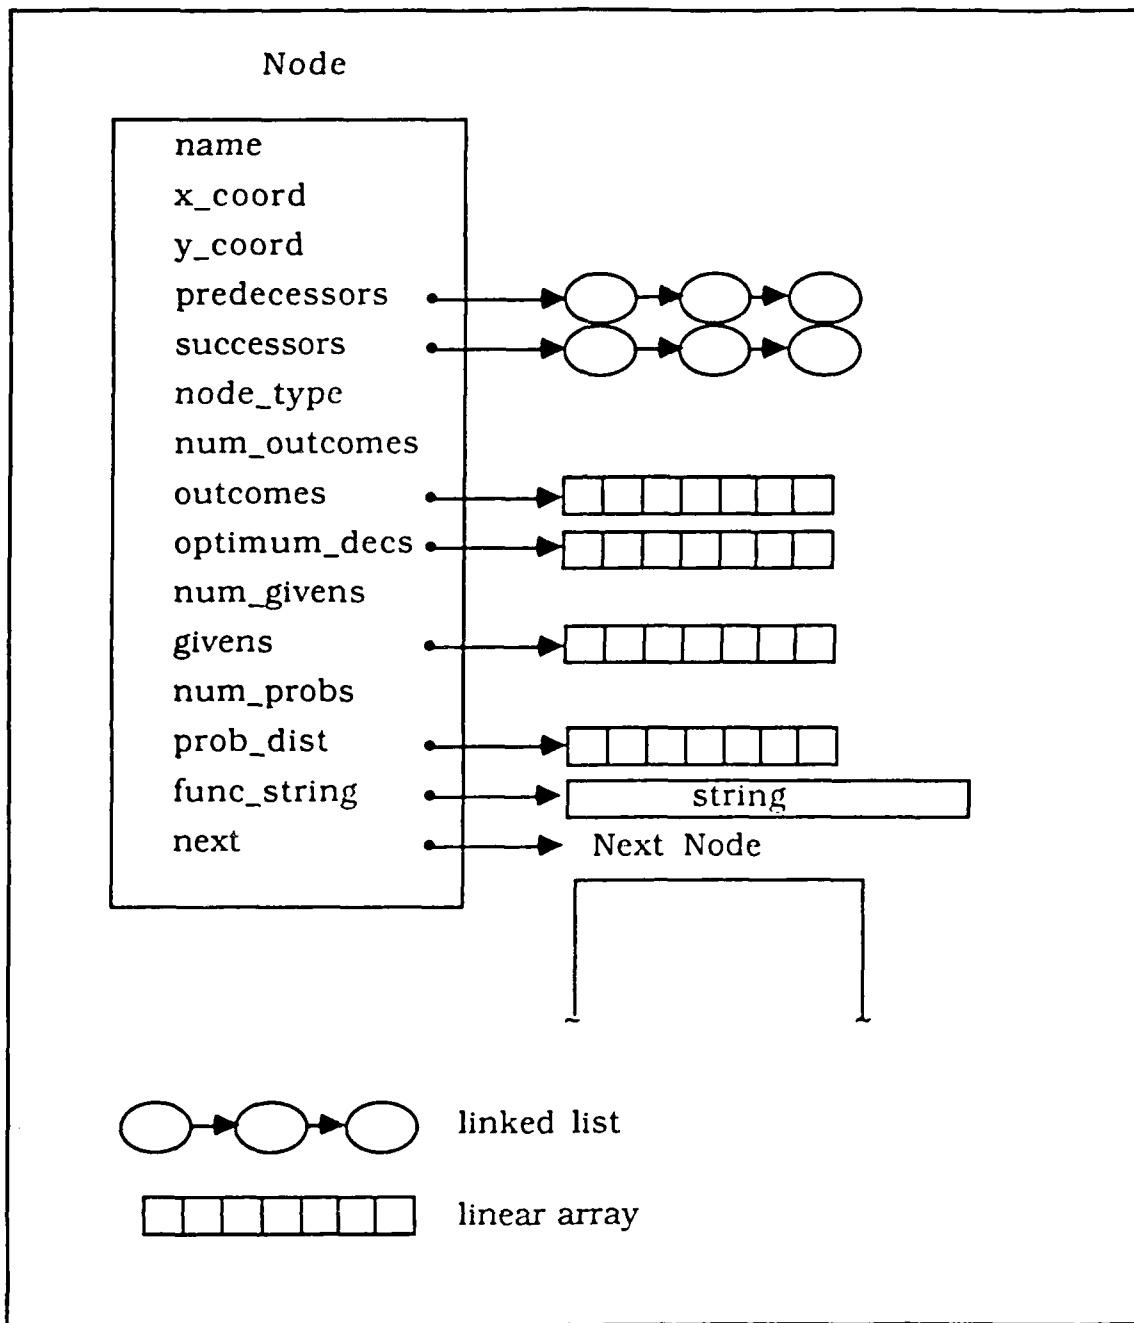 Node
name
x_coord
y_coord
predecessors
successors
node_type
num_outcomes
outcomes
optimum_decs
num_givens
givens
num_probs
prob_dist
func_string
string
next
Next Node
linked list
linear array